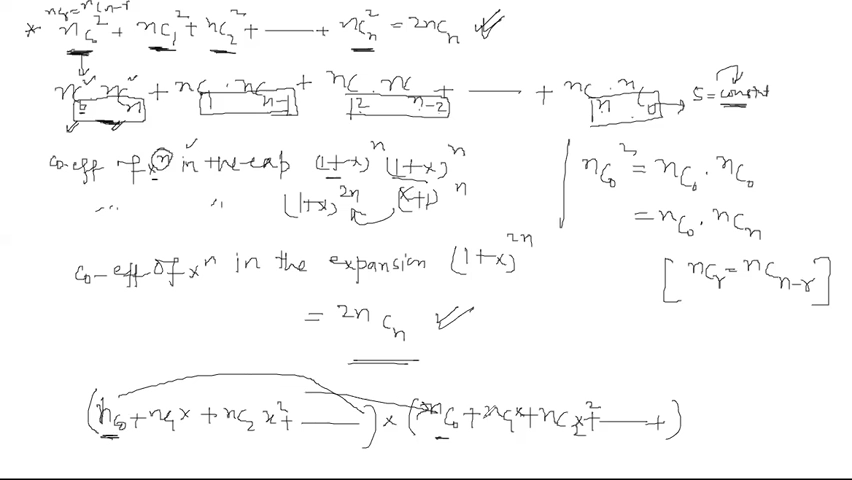 nCr = nCn-r
* nC₀² + nC₁² + nC₂² + —— + nCn² = 2nCn
nC₀ nCn + nC₁ . nCn-1 + nC₂ . nCn-2 + —— + nCn . nC₀ → S = const
co-eff of xⁿ in the exp (1+x)ⁿ (1+x)ⁿ
nC₀² = nC₀ . nC₀
" " (1+x)²ⁿ (x+1)ⁿ
= nC₀ . nCn
co-eff of xⁿ in the expansion (1+x)²ⁿ
[ nCr = nCn-r ]
= 2nCn
(nC₀ + nC₁x + nC₂x² + ——) × (nC₀ + nC₁x + nC₂x² + —— + )